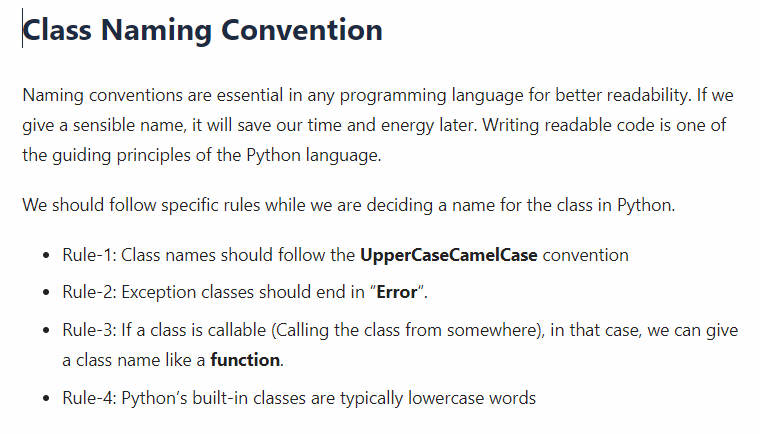 Class Naming Convention
Naming conventions are essential in any programming language for better readability. If we
give a sensible name, it will save our time and energy later. Writing readable code is one of
the guiding principles of the Python language.
We should follow specific rules while we are deciding a name for the class in Python.
• Rule-1: Class names should follow the UpperCaseCamelCase convention
• Rule-2: Exception classes should end in “Error“.
• Rule-3: If a class is callable (Calling the class from somewhere), in that case, we can give
a class name like a function.
• Rule-4: Python’s built-in classes are typically lowercase words